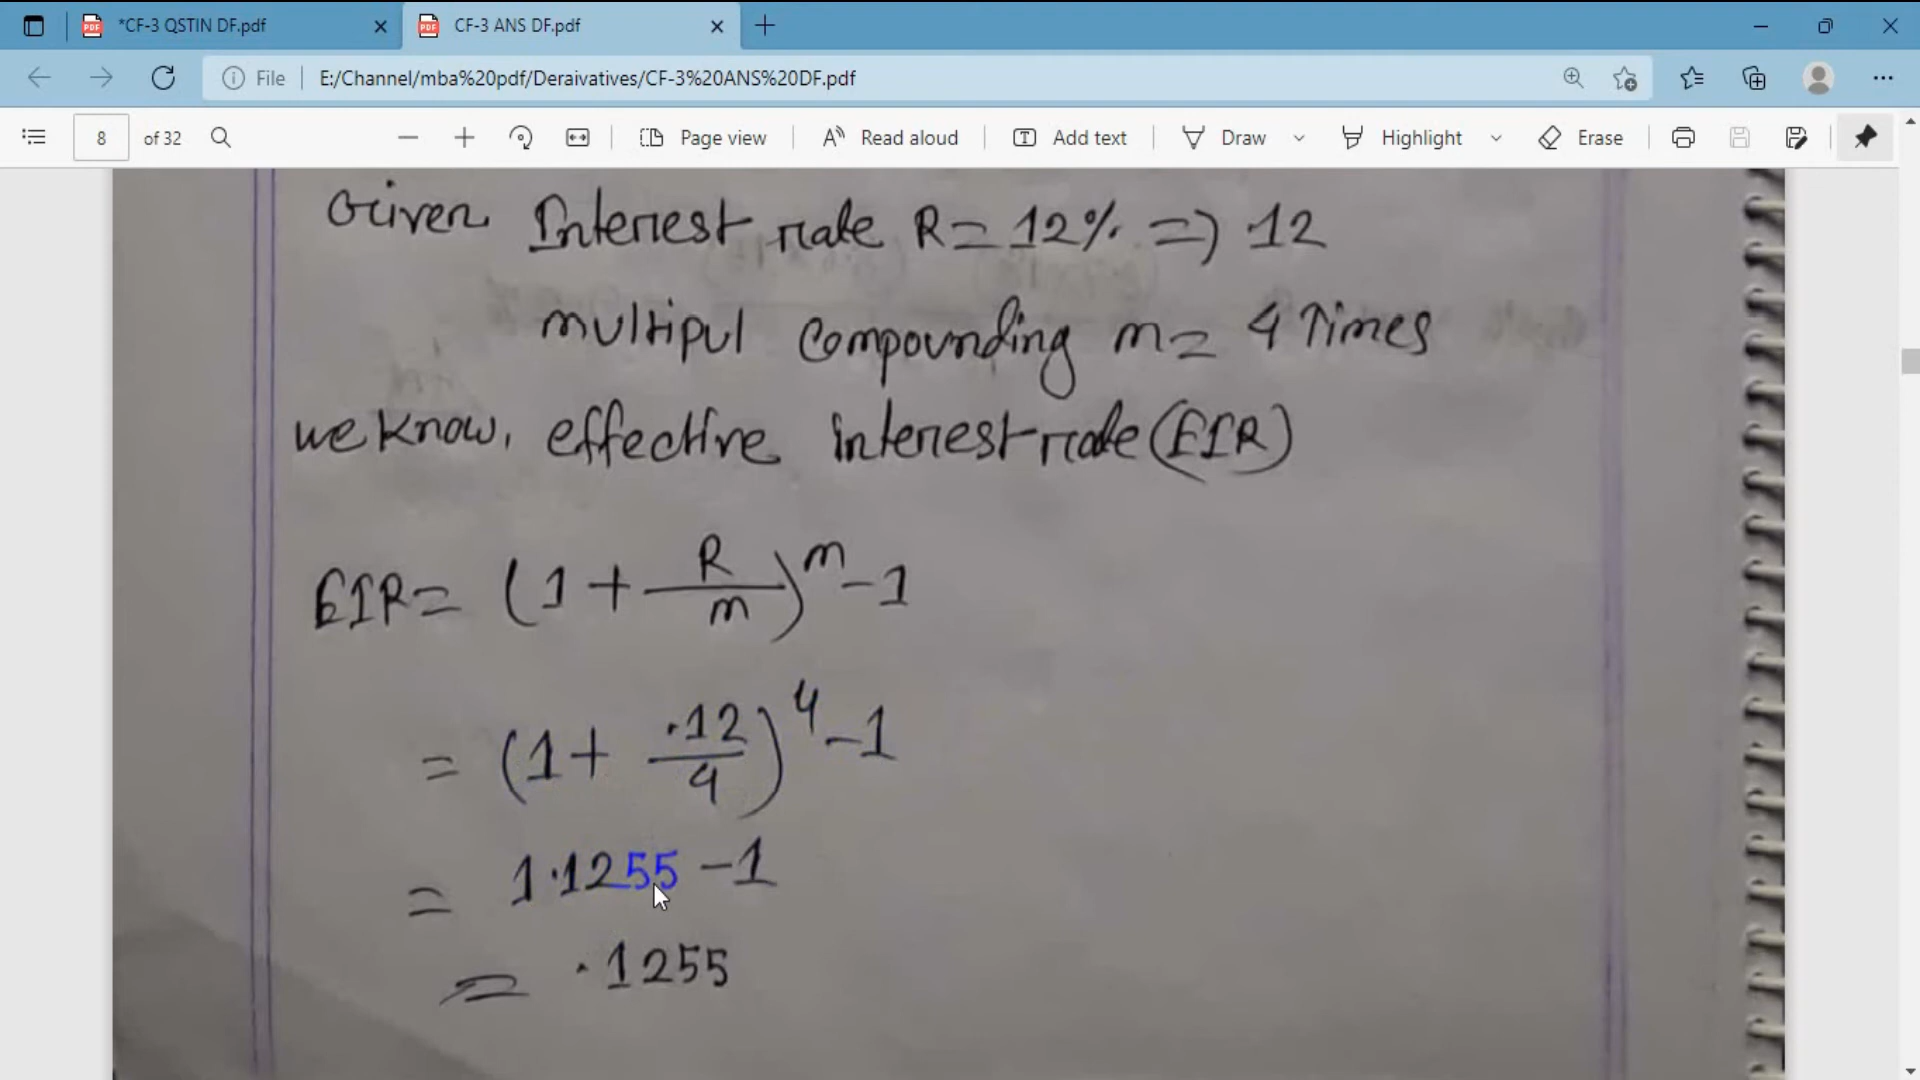 *CF-3 QSTIN DF.pdf
CF-3 ANS DF.pdf
File
E:/Channel/mba%20pdf/Deraivatives/CF-3%20ANS%20DF.pdf
8 of 32
Page view
Read aloud
Add text
Draw
Highlight
Erase
Given Interest rate R = 12% => .12
multipul compounding m = 4 Times
we know, effective interest rate (EIR)
EIR = (1 + R/m)^m - 1
= (1 + .12/4)^4 - 1
= 1.1255 - 1
= .1255